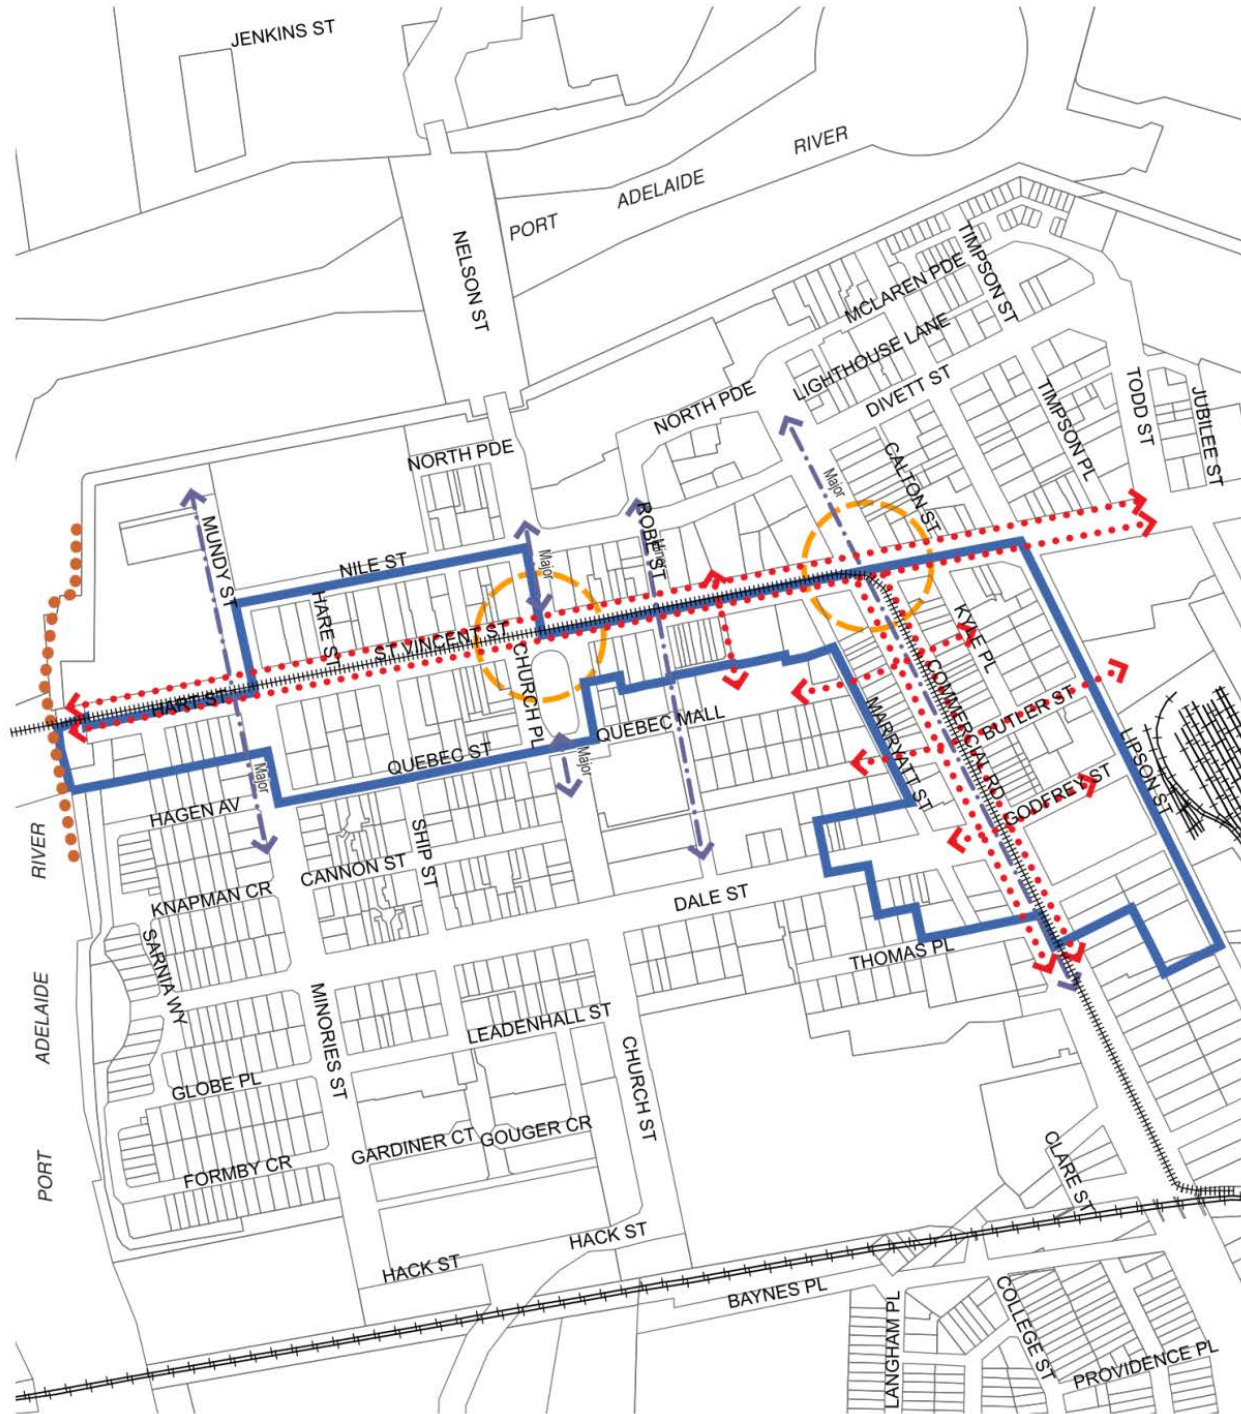 JENKINS ST
RIVER
ADELAIDE
PORT
NELSON ST
TIMPSON ST
MCLAREN PDE
LIGHTHOUSE LANE
DIVETT ST
NORTH PDE
TIMPSON PL
TODD ST
JUBILEE ST
NORTH PDE
CALTON ST
Major
MUNDY ST
NILE ST
Major
ROBE ST
HARE ST
ST VINCENT ST
KYLE PL
CHURCH PL
HART ST
QUEBEC MALL
MARRYATT ST
COMMERCIAL RD
BUTLER ST
LIPSON ST
QUEBEC ST
Major
Major
GODFREY ST
HAGEN AV
SHIP ST
CANNON ST
KNAPMAN CR
DALE ST
RIVER
SARNIA WY
THOMAS PL
ADELAIDE
MINORIES ST
LEADENHALL ST
GLOBE PL
CHURCH ST
GARDINER CT
GOUGER CR
FORMBY CR
PORT
CLARE ST
HACK ST
HACK ST
BAYNES PL
LANGHAM PL
COLLEGE ST
PROVIDENCE PL